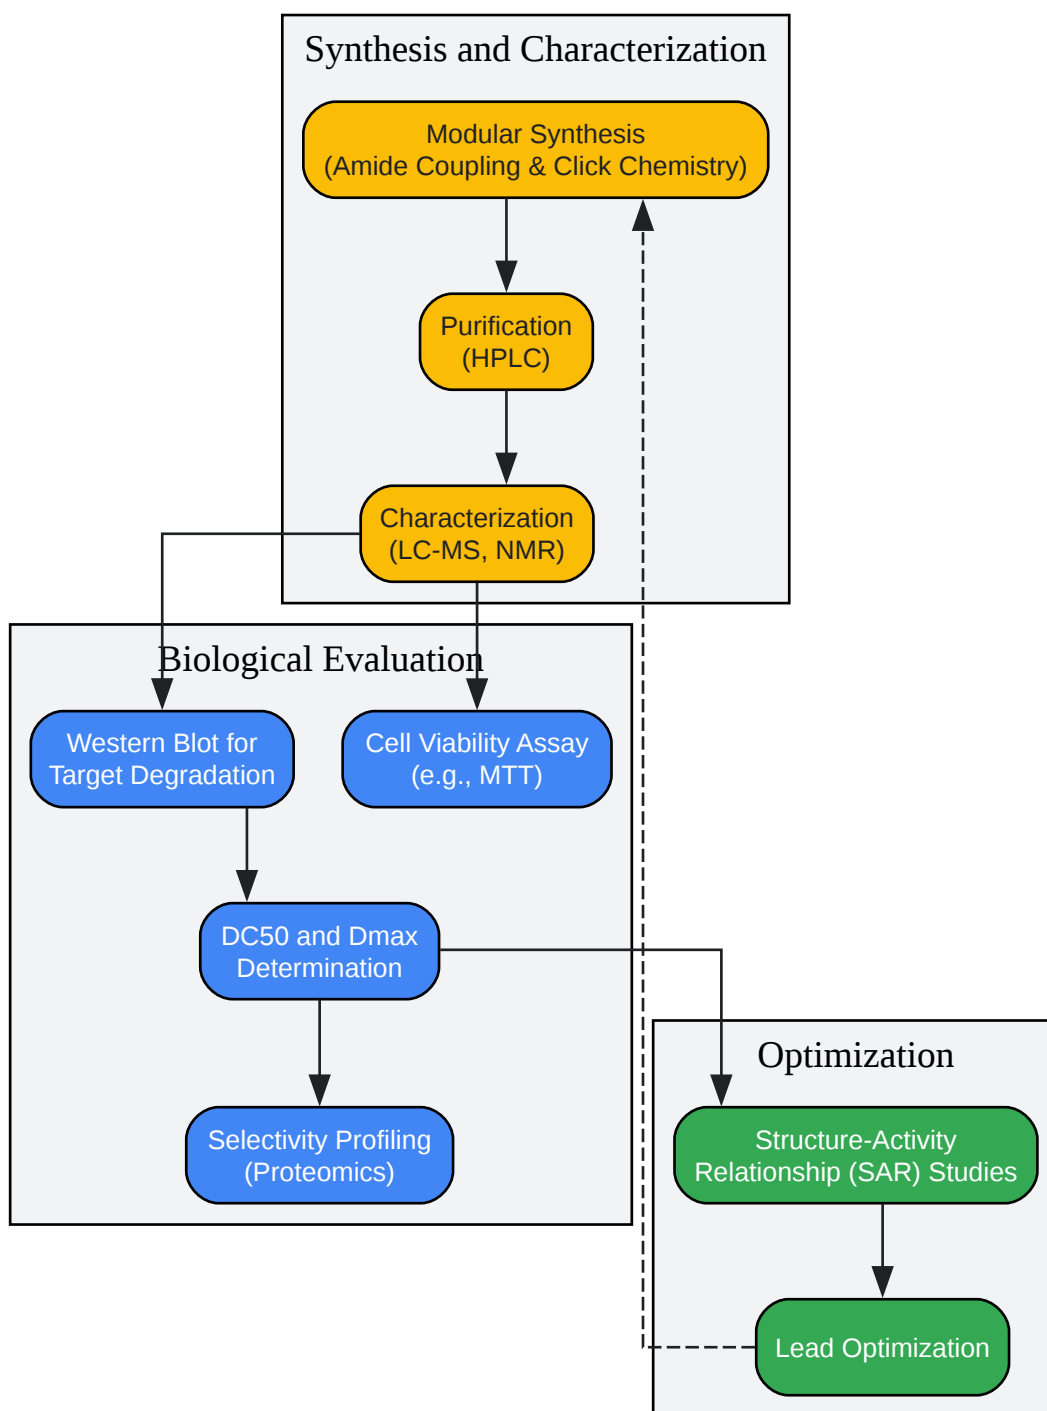 Synthesis and Characterization
Modular Synthesis
(Amide Coupling & Click Chemistry)
Purification
(HPLC)
Characterization
(LC-MS, NMR)
Biological Evaluation
Western Blot for
Target Degradation
Cell Viability Assay
(e.g., MTT)
DC50 and Dmax
Determination
Selectivity Profiling
(Proteomics)
Optimization
Structure-Activity
Relationship (SAR) Studies
Lead Optimization